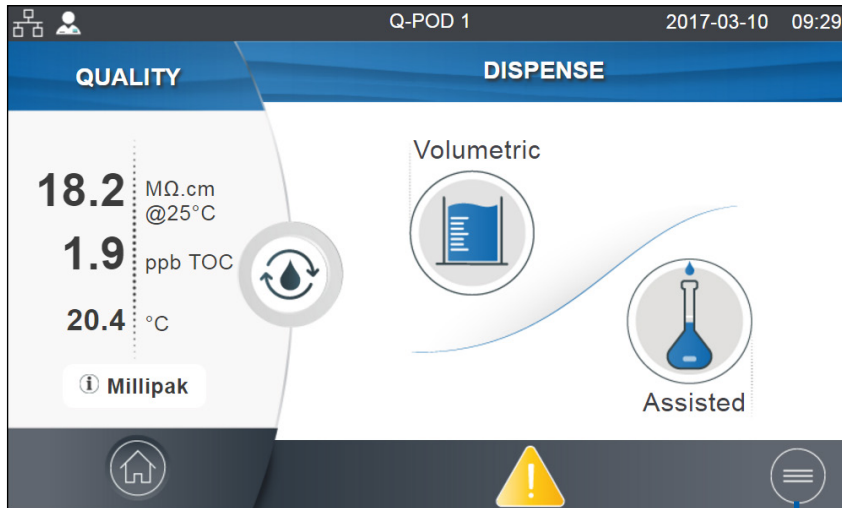 Q-POD 1
2017-03-10 09:29
QUALITY
DISPENSE
18.2 MΩ.cm
@25°C
1.9 ppb TOC
20.4 °C
i Millipak
Volumetric
Assisted
!